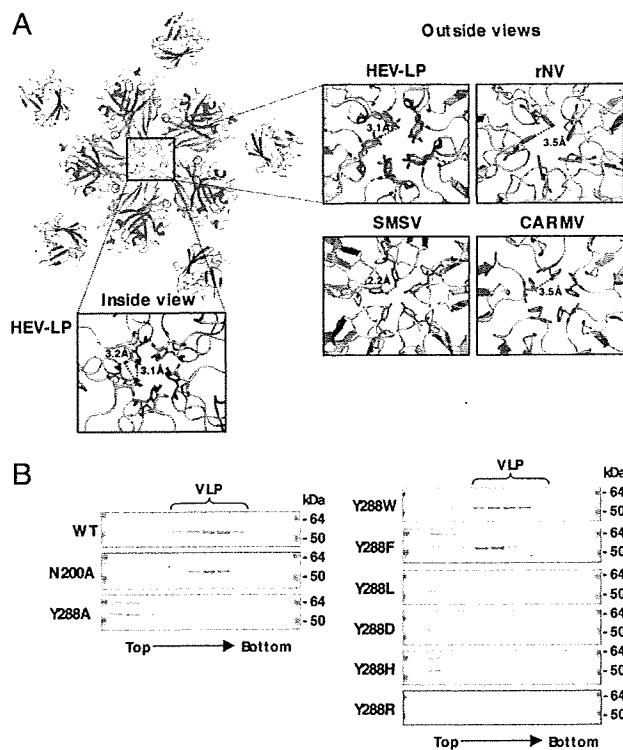 A
Outside views
HEV-LP
rNV
3.1Å
3.5Å
SMSV
CARMV
2.2Å
3.5Å
Inside view
HEV-LP
3.2Å
3.1Å
B
VLP
kDa
WT
- 64
- 50
N200A
- 64
- 50
Y288A
- 64
- 50
Top
Bottom
VLP
kDa
Y288W
- 64
- 50
Y288F
- 64
- 50
Y288L
- 64
- 50
Y288D
- 64
- 50
Y288H
- 64
- 50
Y288R
- 64
- 50
Top
Bottom